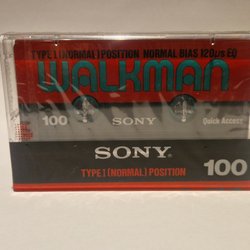 TYPE I (NORMAL) POSITION NORMAL BIAS 120μs EQ
WALKMAN
100 SONY Quick Access
SONY 100
TYPE I (NORMAL) POSITION